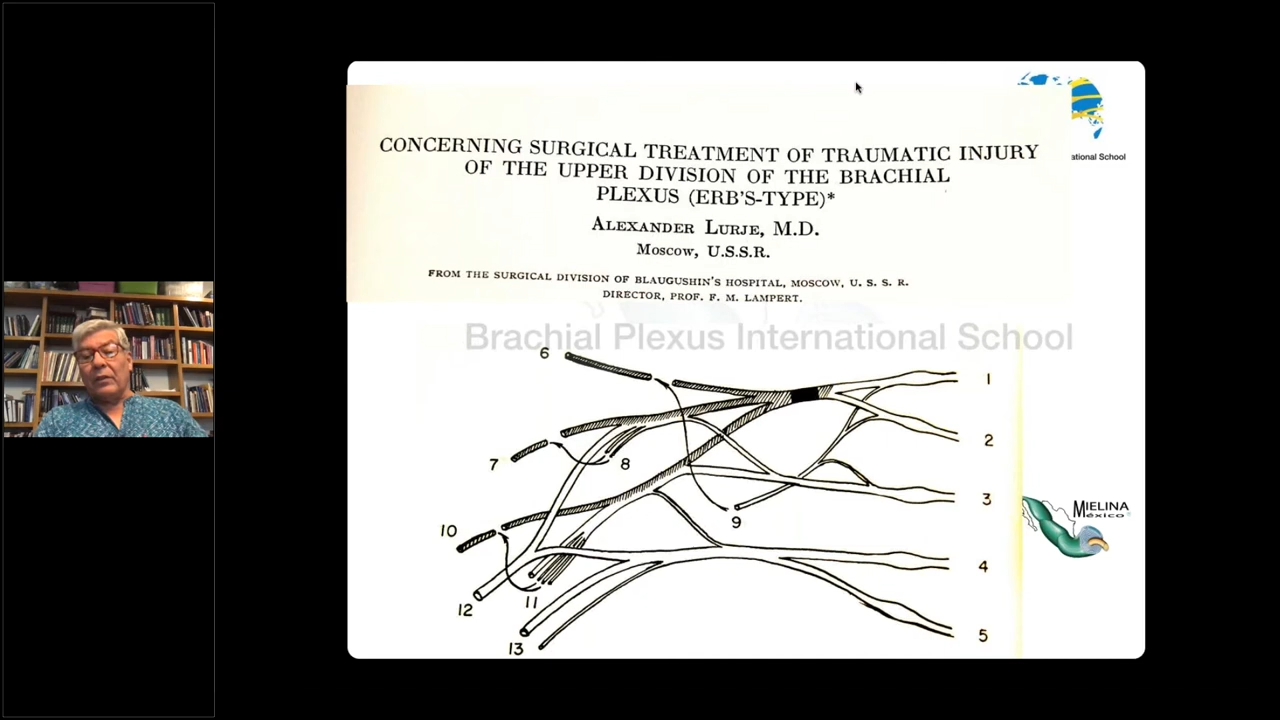 CONCERNING SURGICAL TREATMENT OF TRAUMATIC INJURY
OF THE UPPER DIVISION OF THE BRACHIAL
PLEXUS (ERB'S-TYPE)*
ALEXANDER LURJE, M.D.
MOSCOW, U.S.S.R.
FROM THE SURGICAL DIVISION OF BLAUGUSHIN'S HOSPITAL, MOSCOW, U. S. S. R.
DIRECTOR, PROF. F. M. LAMPERT.
ational School
Brachial Plexus International School
6
1
2
7
8
3
9
10
MIELINA
México
4
11
12
5
13